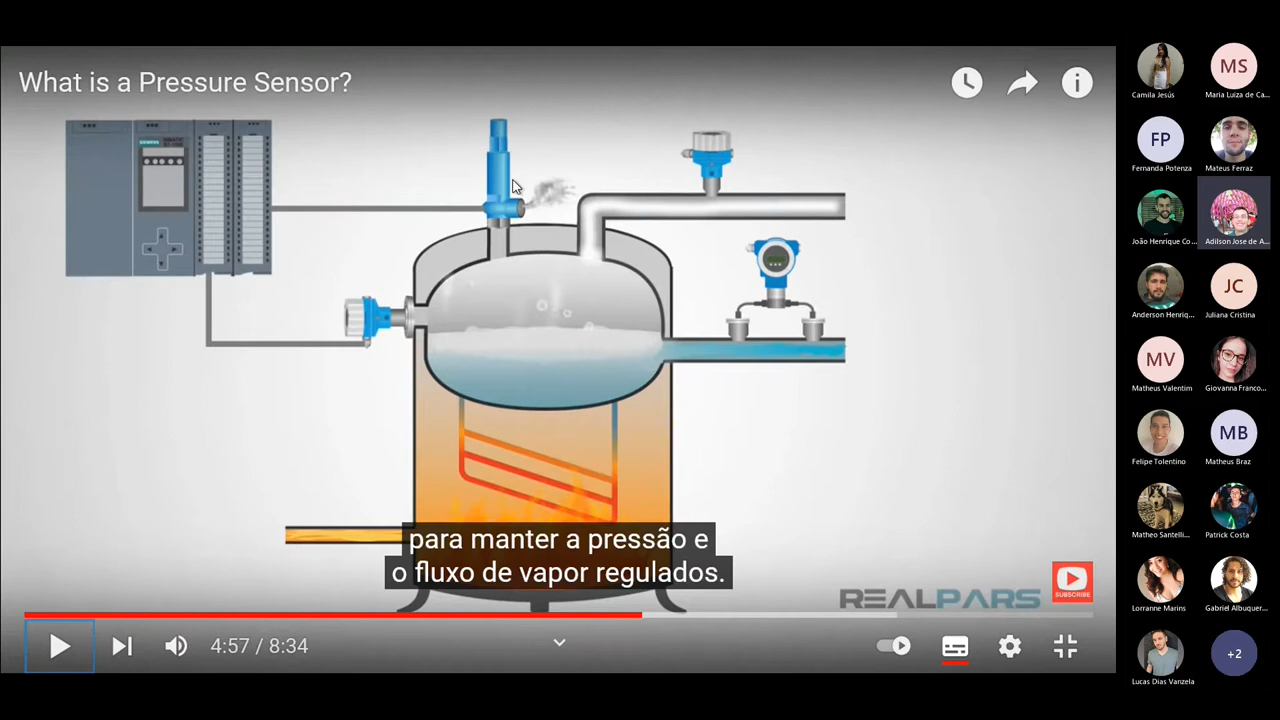 What is a Pressure Sensor?
SIEMENS
para manter a pressão e
o fluxo de vapor regulados.
REALPARS
SUBSCRIBE
4:57 / 8:34
Camila Jesús
MS
Maria Luiza de Ca...
FP
Fernanda Potenza
Mateus Ferraz
João Henrique Co...
Adilson Jose de A...
Anderson Henriq...
JC
Juliana Cristina
MV
Matheus Valentim
Giovanna Franco...
Felipe Tolentino
MB
Matheus Braz
Matheo Santelli...
Patrick Costa
Lorranne Marins
Gabriel Albuquer...
Lucas Dias Vanzela
+2